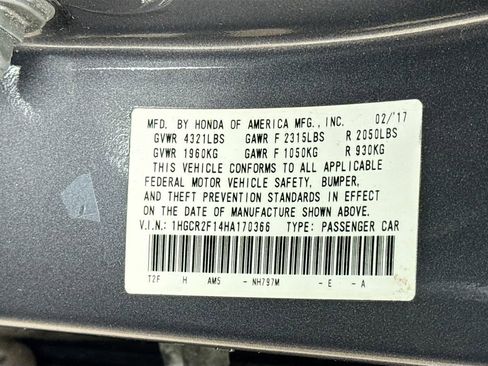 MFD. BY HONDA OF AMERICA MFG., INC. 02/'17
GVWR 4321LBS GAWR F 2315LBS R 2050LBS
GVWR 1960KG GAWR F 1050KG R 930KG
THIS VEHICLE CONFORMS TO ALL APPLICABLE
FEDERAL MOTOR VEHICLE SAFETY, BUMPER,
AND THEFT PREVENTION STANDARDS IN EFFECT
ON THE DATE OF MANUFACTURE SHOWN ABOVE.
V.I.N.: 1HGCR2F14HA170366 TYPE: PASSENGER CAR
T2F H AM5 - NH797M - E - A